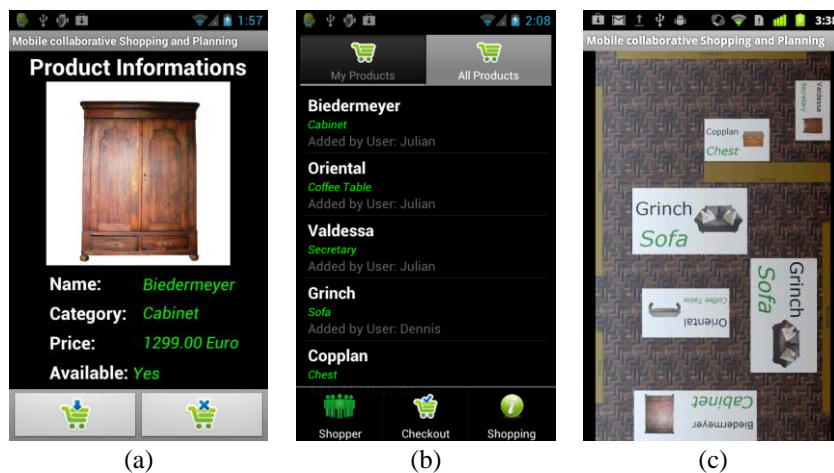 1:57
Mobile collaborative Shopping and Planning
Product Informations
Name: Biedermeyer
Category: Cabinet
Price: 1299.00 Euro
Available: Yes
(a)
2:08
My Products
All Products
Biedermeyer
Cabinet
Added by User: Julian
Oriental
Coffee Table
Added by User: Julian
Valdessa
Secretary
Added by User: Julian
Grinch
Sofa
Added by User: Dennis
Copplan
Chest
Shopper
Checkout
Shopping
(b)
3:38
Mobile collaborative Shopping and Planning
Valdessa
Secretary
Copplan
Chest
Grinch
Sofa
Grinch
Sofa
Oriental
Coffee Table
Biedermeyer
Cabinet
(c)